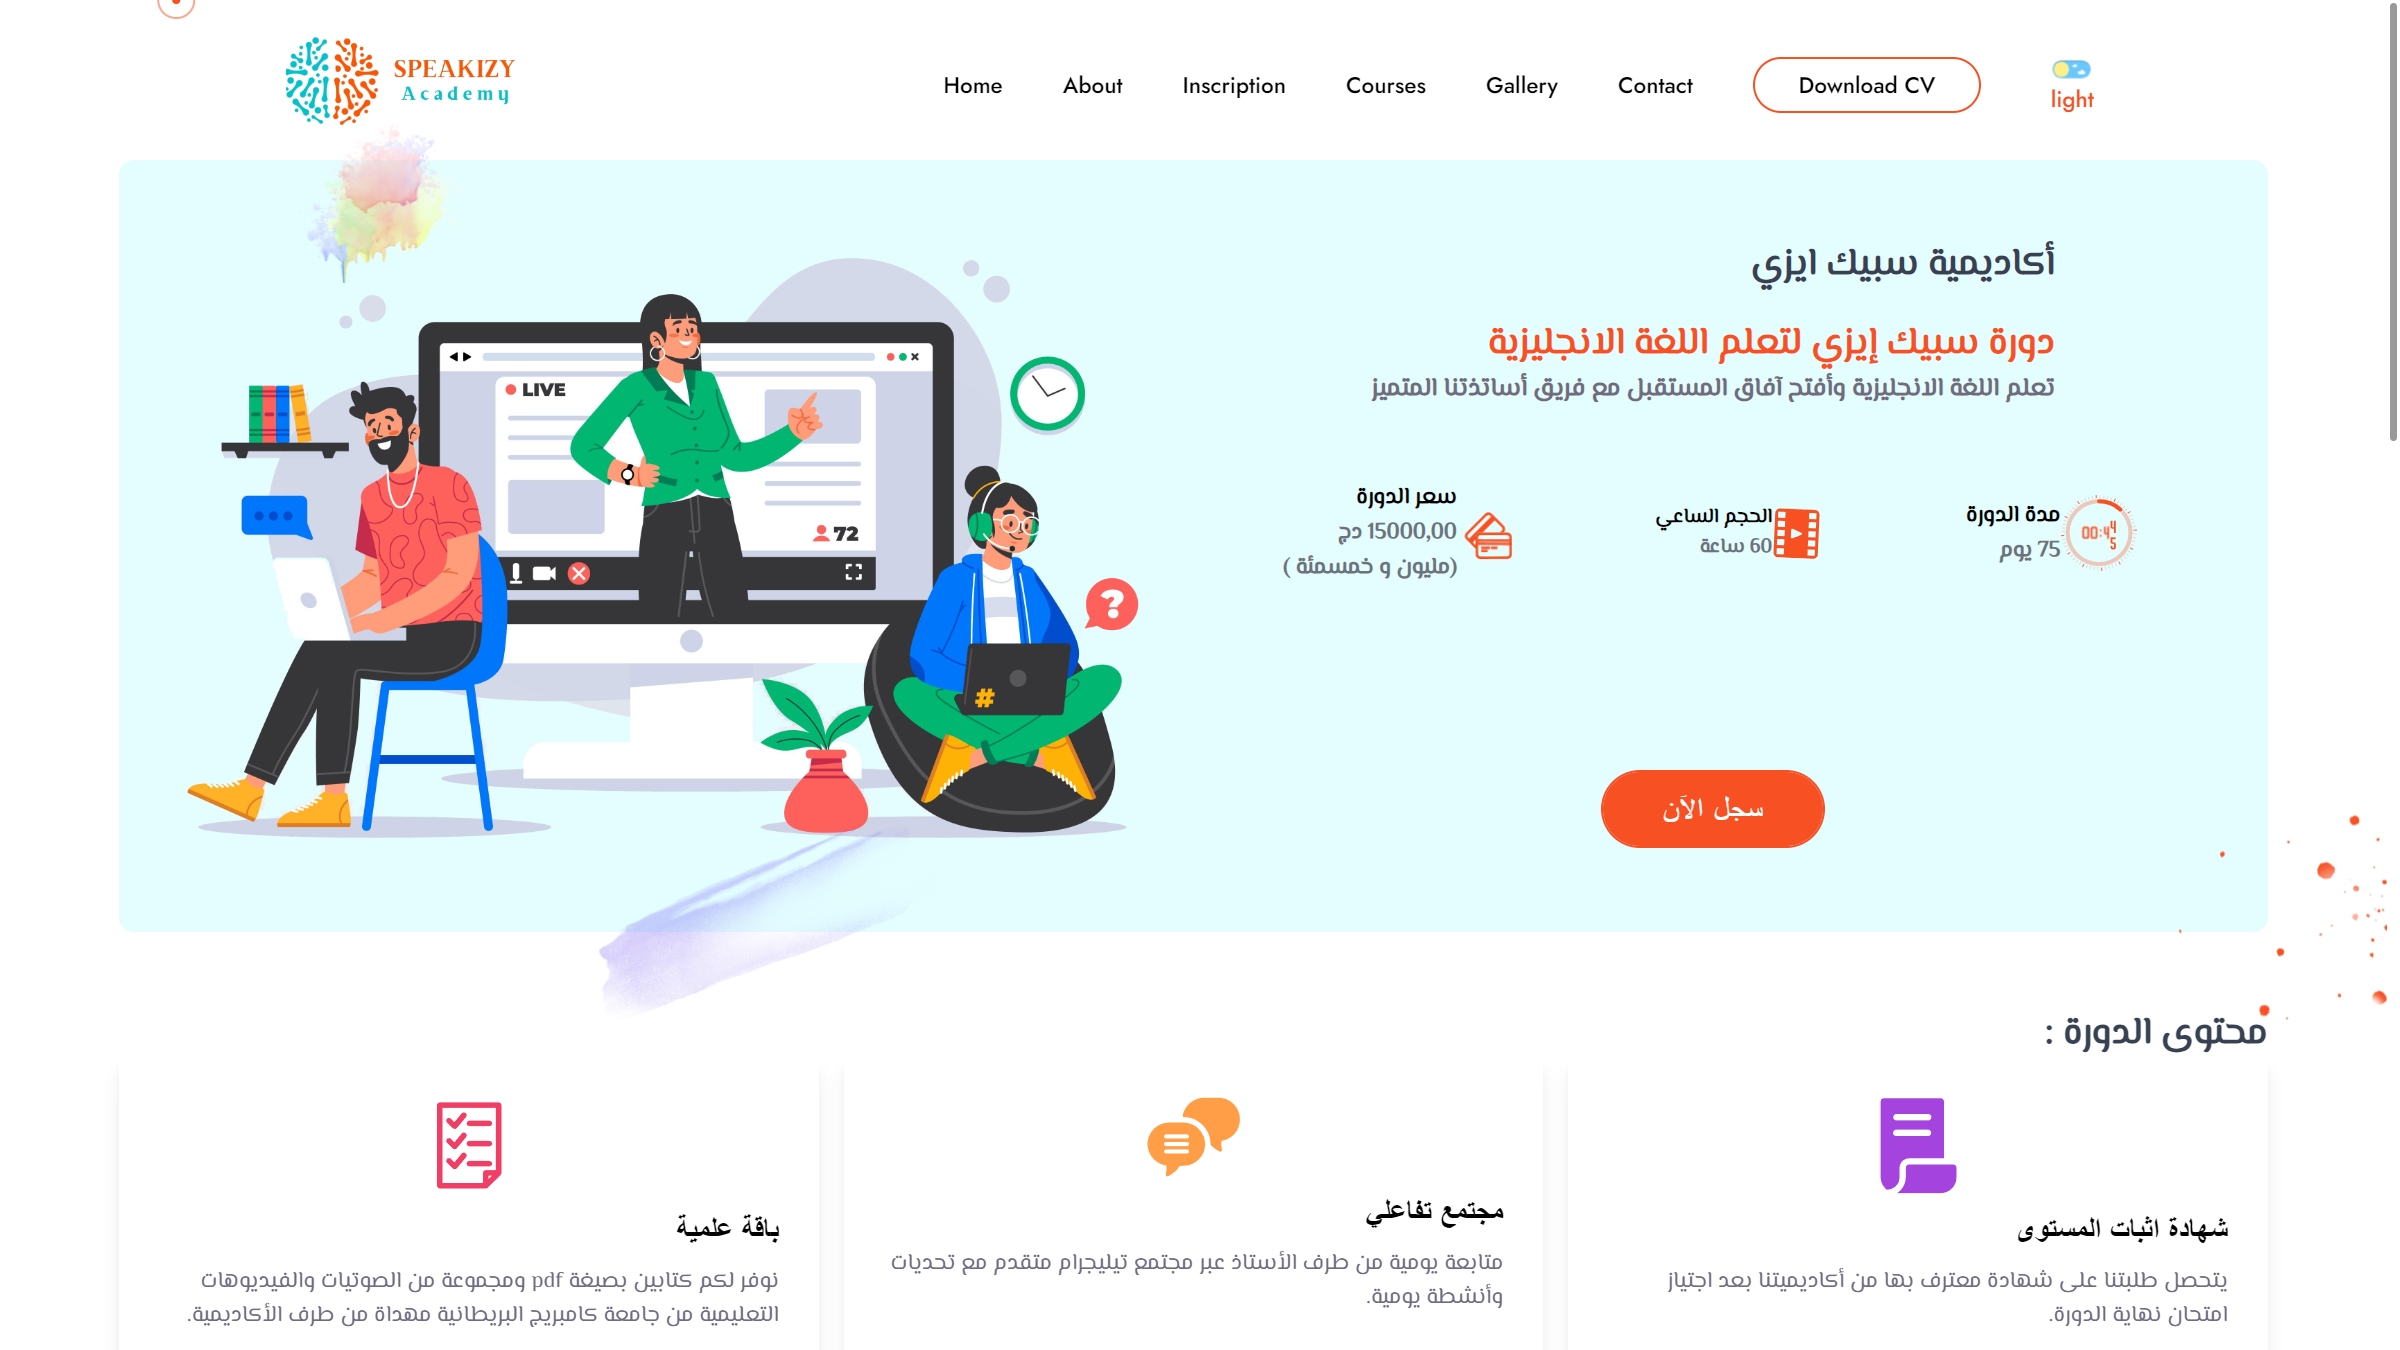 SPEAKIZY
Academy
Home
About
Inscription
Courses
Gallery
Contact
Download CV
light
أكاديمية سبيك ايزي
دورة سبيك إيزي لتعلم اللغة الانجليزية
تعلم اللغة الانجليزية وأفتح آفاق المستقبل مع فريق أساتذتنا المتميز
مدة الدورة
75 يوم
00:44
5
الحجم الساعي
60 ساعة
سعر الدورة
15000,00 دج
(مليون و خمسمئة )
سجل الآن
LIVE
72
?
#
محتوى الدورة :
شهادة اثبات المستوى
يتحصل طلبتنا على شهادة معترف بها من أكاديميتنا بعد اجتياز
امتحان نهاية الدورة.
مجتمع تفاعلي
متابعة يومية من طرف الأستاذ عبر مجتمع تيليجرام متقدم مع تحديات
وأنشطة يومية.
باقة علمية
نوفر لكم كتابين بصيغة pdf ومجموعة من الصوتيات والفيديوهات
التعليمية من جامعة كامبريج البريطانية مهداة من طرف الأكاديمية.